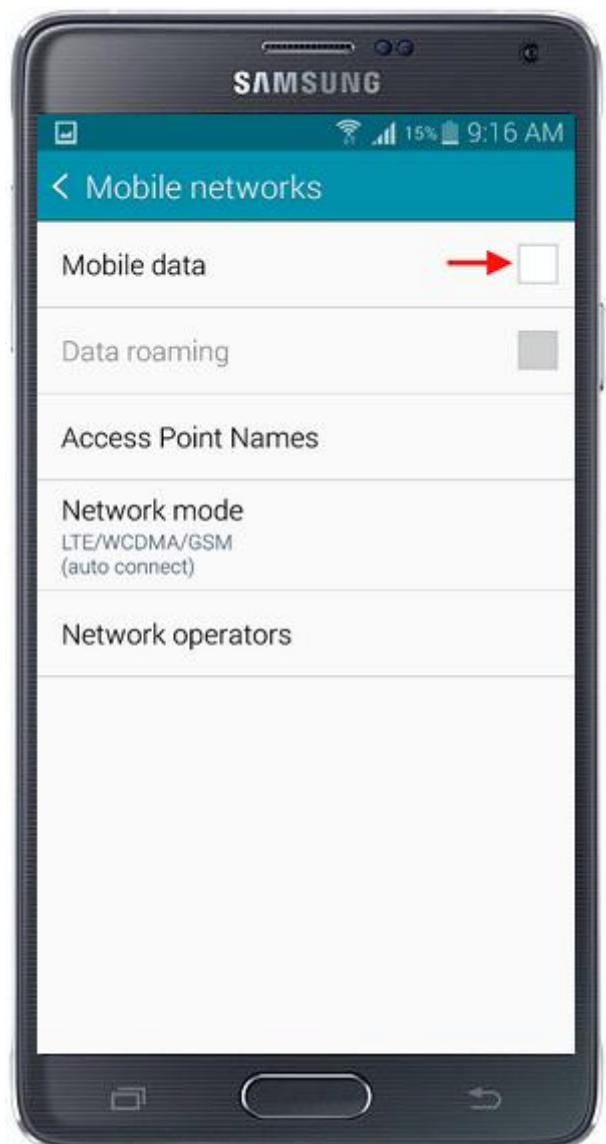 SAMSUNG
15% 9:16 AM
Mobile networks
Mobile data
Data roaming
Access Point Names
Network mode
LTE/WCDMA/GSM
(auto connect)
Network operators